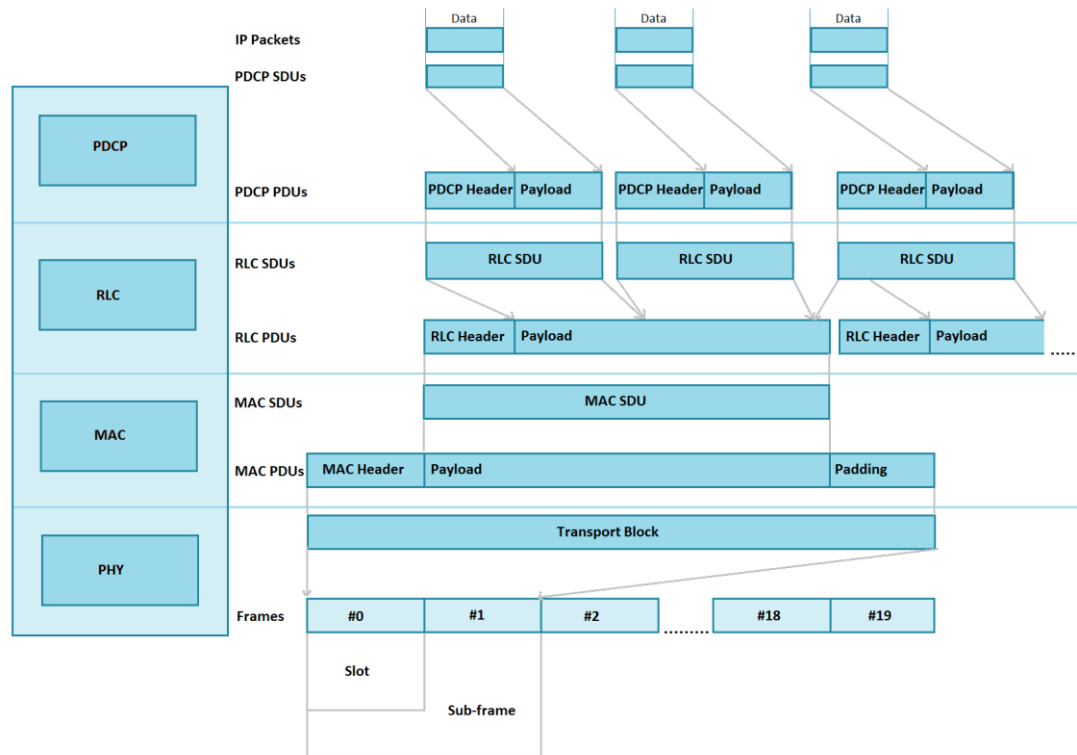 Data Data Data
IP Packets
PDCP SDUs
PDCP
PDCP PDUs PDCP Header Payload PDCP Header Payload PDCP Header Payload
RLC SDUs RLC SDU RLC SDU RLC SDU
RLC
RLC PDUs RLC Header Payload RLC Header Payload ......
MAC SDUs MAC SDU
MAC
MAC PDUs MAC Header Payload Padding
Transport Block
PHY
Frames #0 #1 #2 ......... #18 #19
Slot
Sub-frame